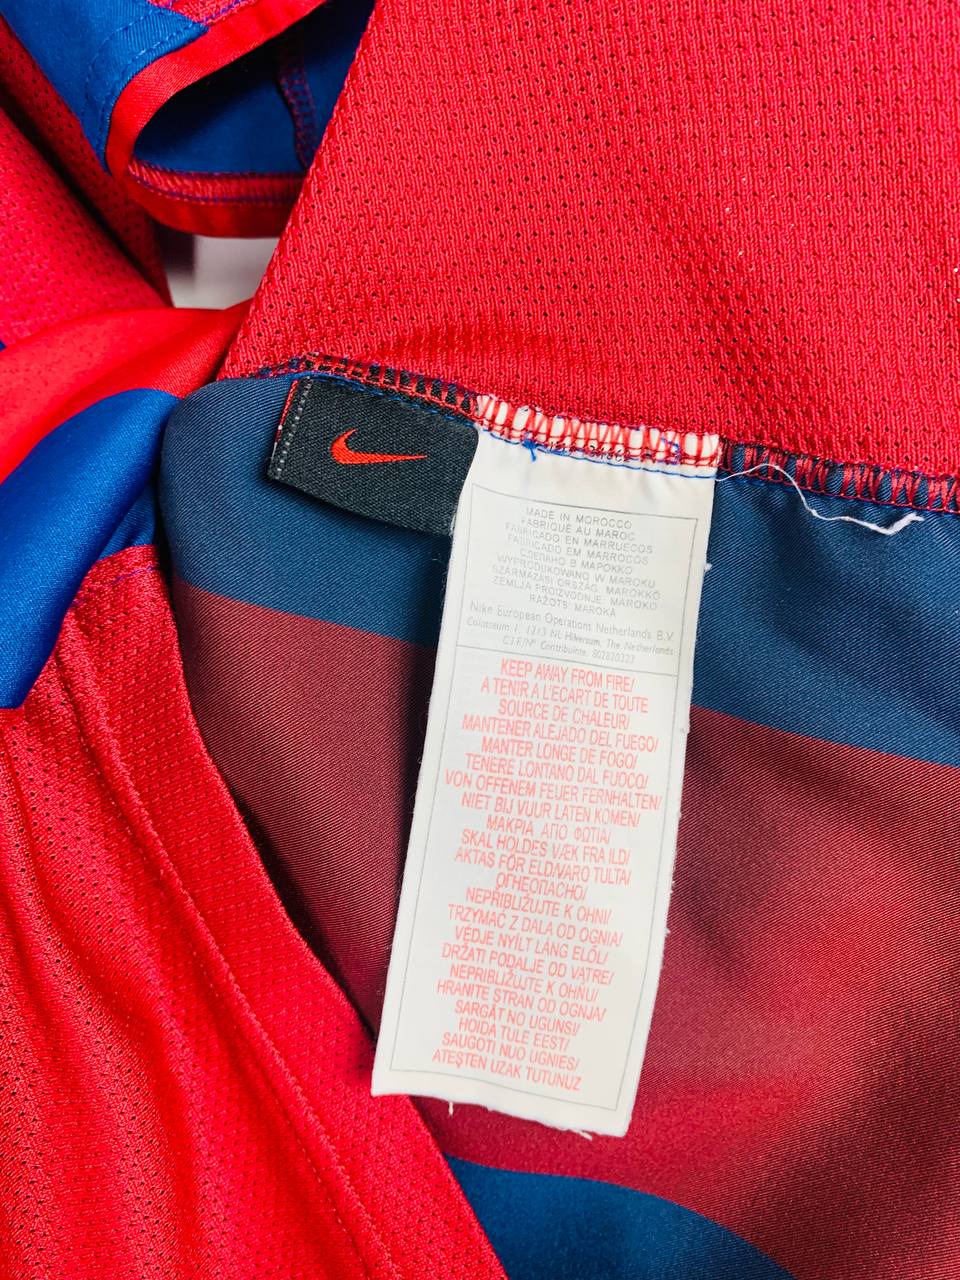 MADE IN MOROCCO
FABRIQUÉ AU MAROC
FABRICADO EN MARRUECOS
FABRICADO EM MARROCOS
СДЕЛАНО В МАРОККО
WYPRODUKOWANO W MAROKU
SZÁRMAZÁSI ORSZÁG: MAROKKÓ
ZEMLJA PROIZVODNJE: MAROKO
RAŽOTS: MAROKĀ
Nike European Operations Netherlands B.V.
Colosseum 1, 1213 NL Hilversum, The Netherlands
C.I.F/Nº Contribuinte. 802820223
KEEP AWAY FROM FIRE/
A TENIR A L'ECART DE TOUTE
SOURCE DE CHALEUR/
MANTENER ALEJADO DEL FUEGO/
MANTER LONGE DE FOGO/
TENERE LONTANO DAL FUOCO/
VON OFFENEM FEUER FERNHALTEN/
NIET BIJ VUUR LATEN KOMEN/
ΜΑΚΡΙΑ ΑΠΟ ΦΩΤΙΑ/
SKAL HOLDES VÆK FRA ILD/
AKTAS FÖR ELD/VARO TULTA/
ОГНЕОПАСНО/
NEPŘIBLIŽUJTE K OHNI/
TRZYMAĆ Z DALA OD OGNIA/
VÉDJE NYÍLT LÁNG ELŐL/
DRŽATI PODALJE OD VATRE/
NEPRIBLIŽUJTE K OHŇU/
HRANITE STRAN OD OGNJA/
SARGĀT NO UGUNS/
HOIDA TULE EEST/
SAUGOTI NUO UGNIES/
ATEŞTEN UZAK TUTUNUZ